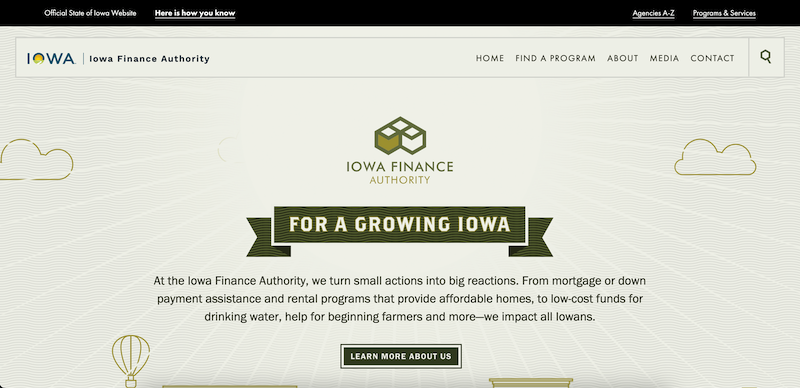 Official State of Iowa Website
Here is how you know
Agencies A-Z
Programs & Services
IOWA
Iowa Finance Authority
HOME
FIND A PROGRAM
ABOUT
MEDIA
CONTACT
IOWA FINANCE
AUTHORITY
FOR A GROWING IOWA
At the Iowa Finance Authority, we turn small actions into big reactions. From mortgage or down
payment assistance and rental programs that provide affordable homes, to low-cost funds for
drinking water, help for beginning farmers and more—we impact all Iowans.
LEARN MORE ABOUT US